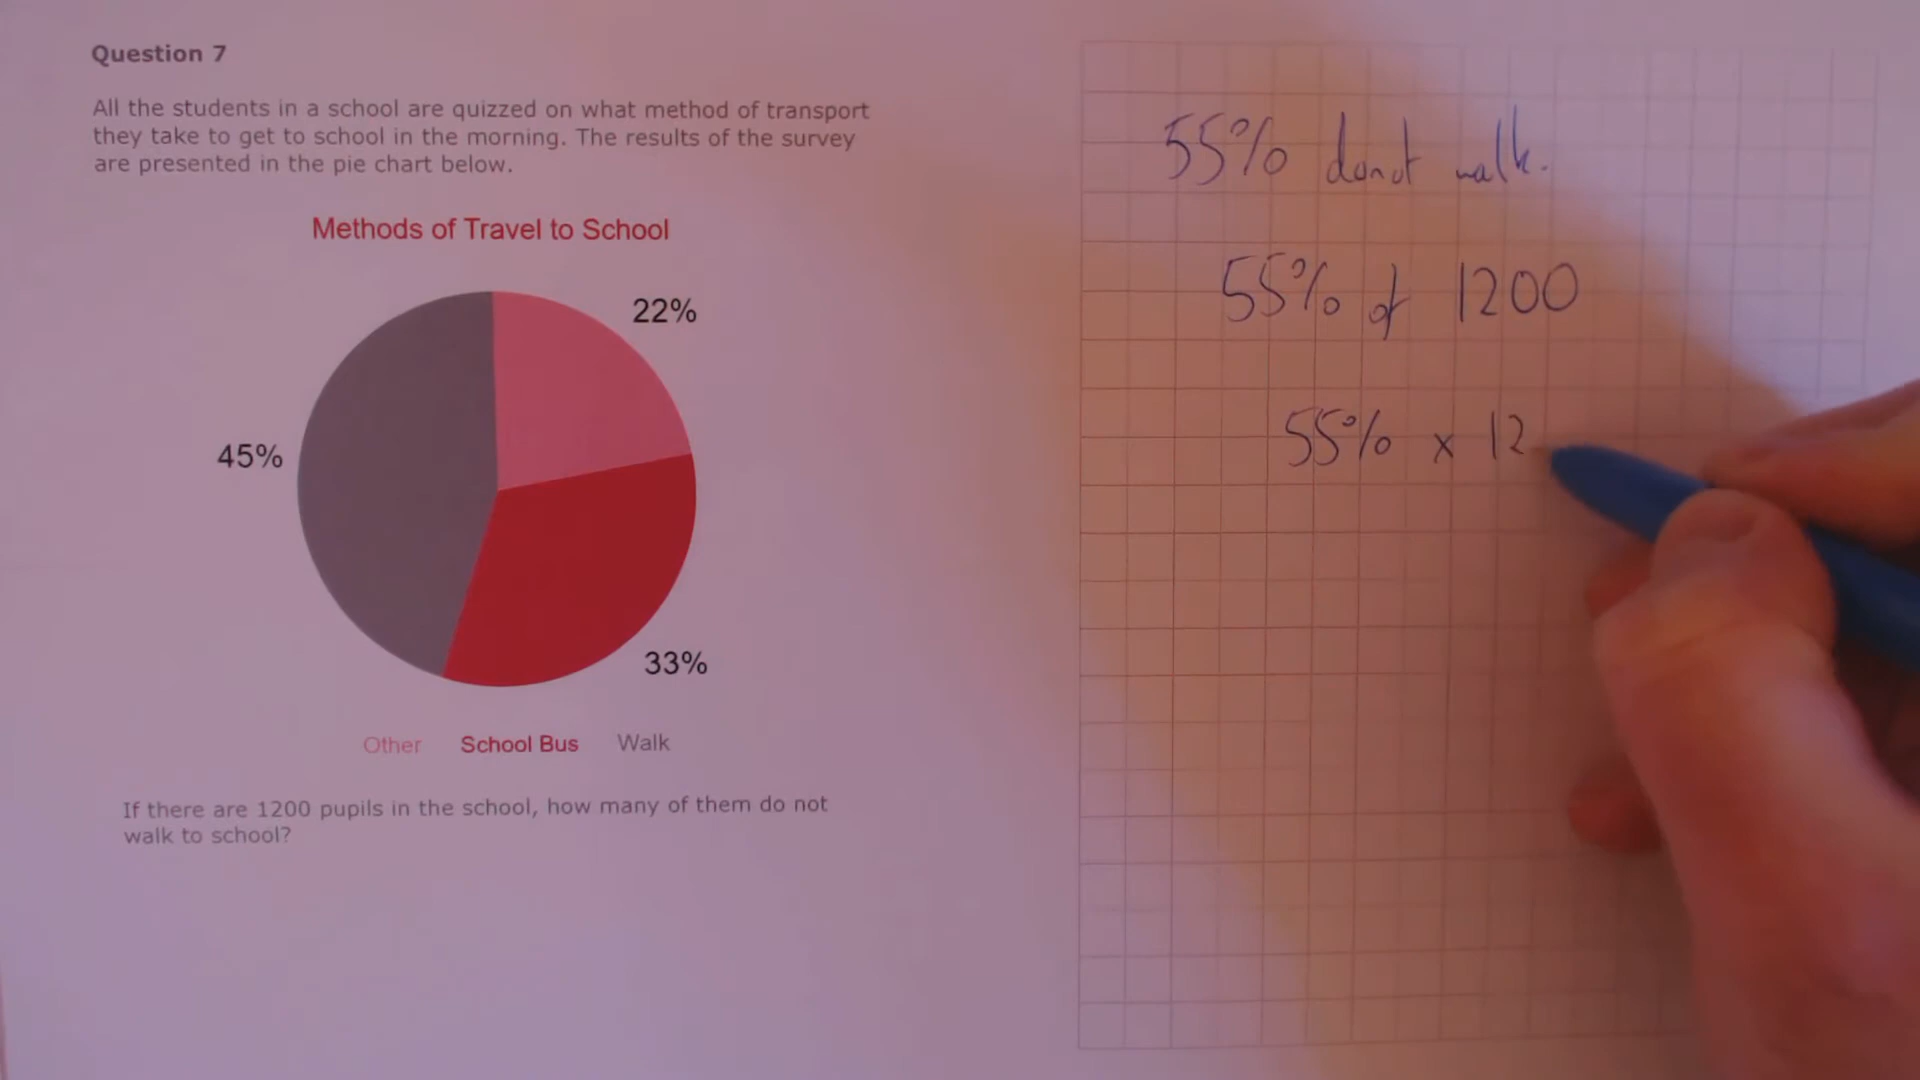 Question 7
All the students in a school are quizzed on what method of transport
they take to get to school in the morning. The results of the survey
are presented in the pie chart below.
Methods of Travel to School
22%
45%
33%
Other School Bus Walk
If there are 1200 pupils in the school, how many of them do not
walk to school?
55% do not walk.
55% of 1200
55% x 12